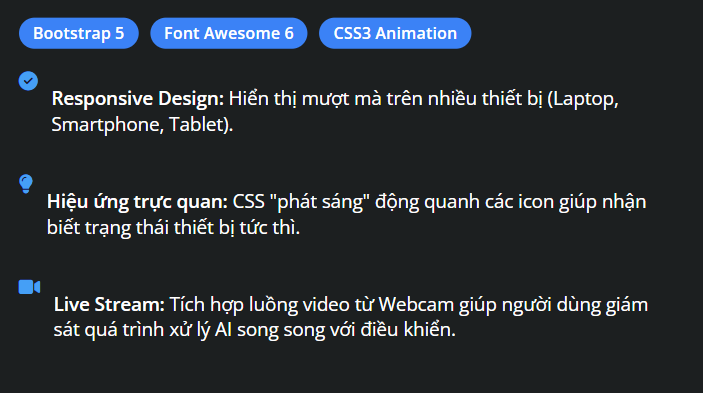 Bootstrap 5 Font Awesome 6 CSS3 Animation
Responsive Design: Hiển thị mượt mà trên nhiều thiết bị (Laptop,
Smartphone, Tablet).
Hiệu ứng trực quan: CSS "phát sáng" động quanh các icon giúp nhận
biết trạng thái thiết bị tức thì.
Live Stream: Tích hợp luồng video từ Webcam giúp người dùng giám
sát quá trình xử lý AI song song với điều khiển.